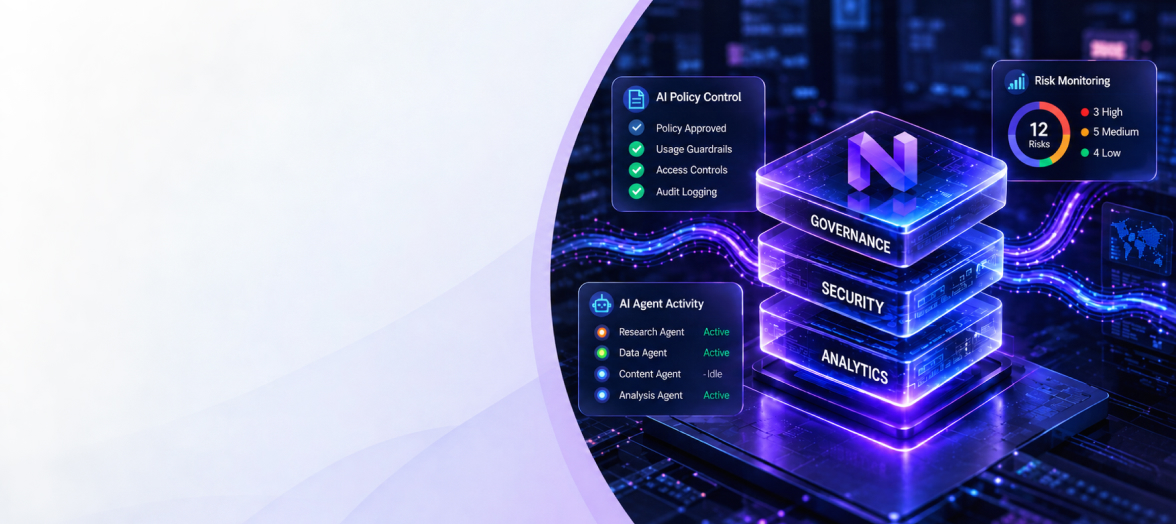 AI Policy Control
Policy Approved
Usage Guardrails
Access Controls
Audit Logging
Risk Monitoring
12
Risks
3 High
5 Medium
4 Low
N
GOVERNANCE
SECURITY
ANALYTICS
AI Agent Activity
Research Agent Active
Data Agent Active
Content Agent - Idle
Analysis Agent Active